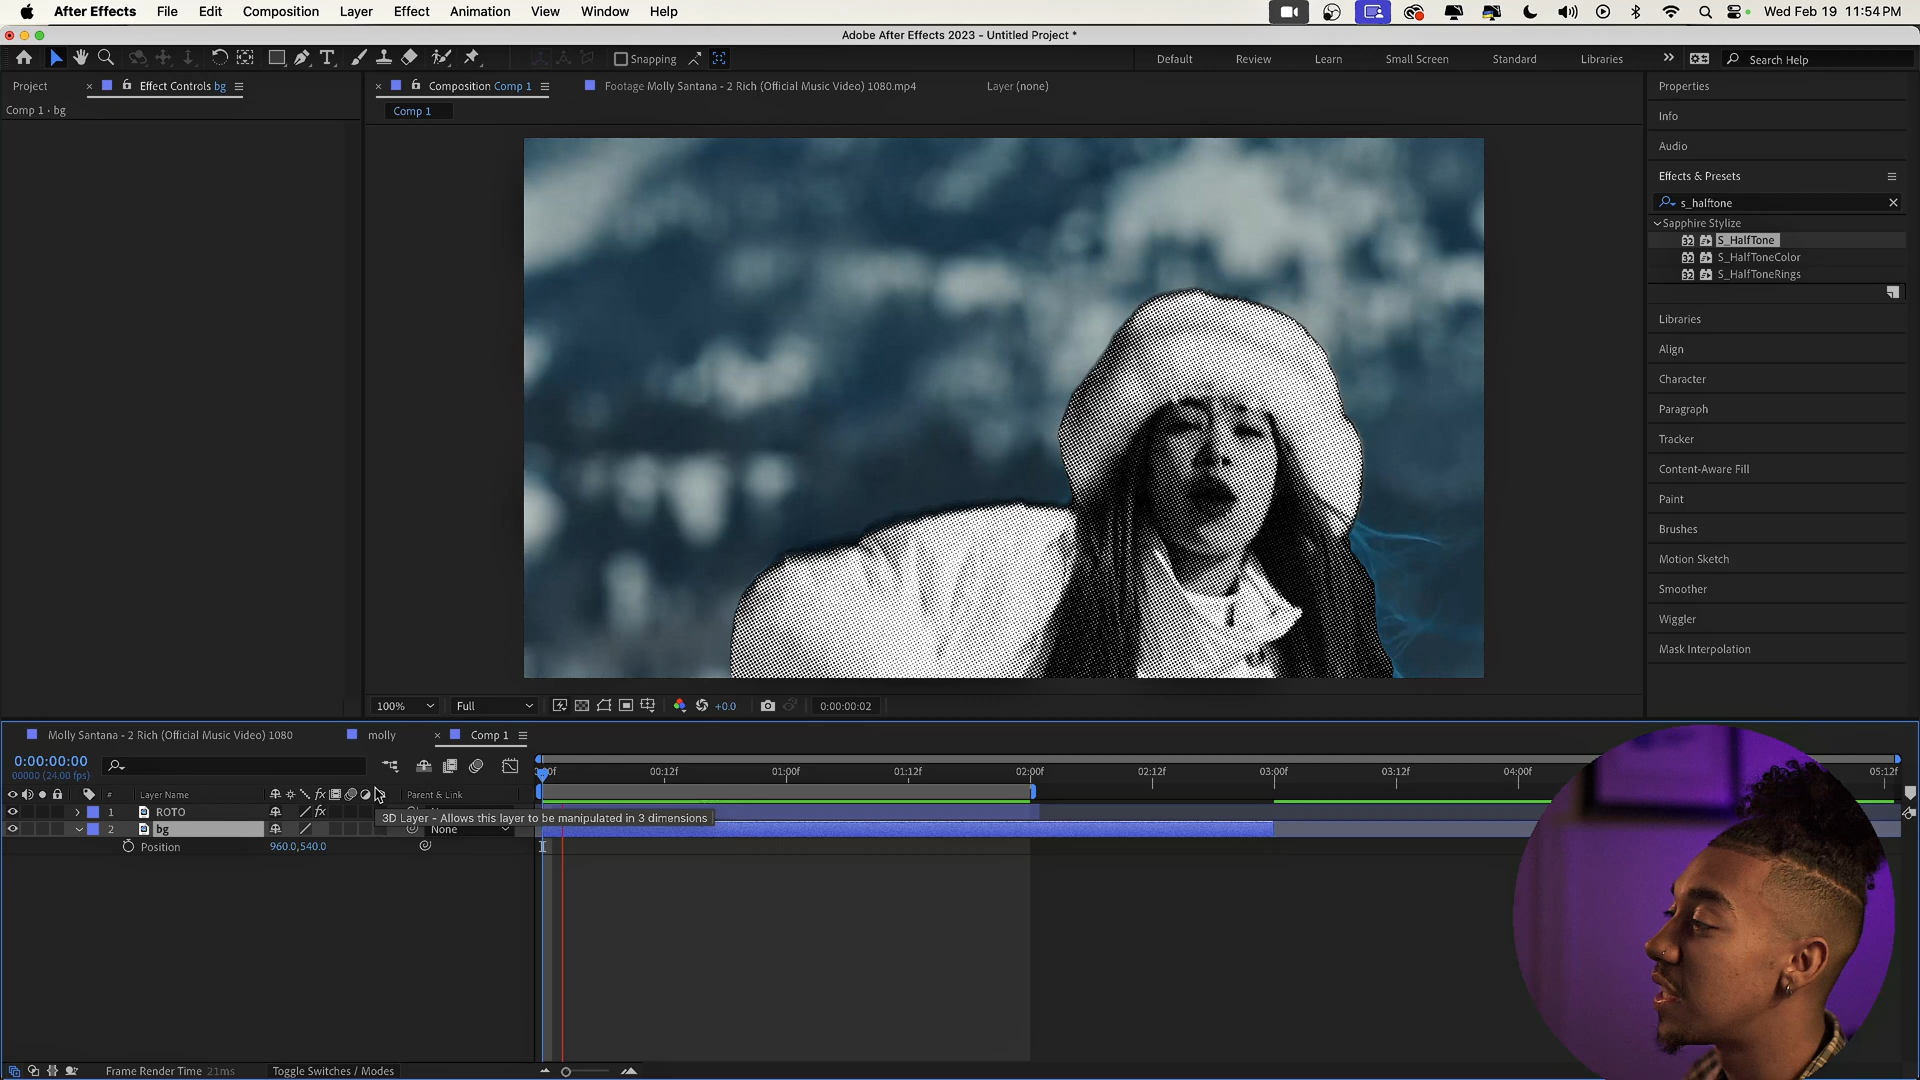 After Effects File Edit Composition Layer Effect Animation View Window Help
Wed Feb 19 11:54 PM
Adobe After Effects 2023 - Untitled Project *
Snapping
Default Review Learn Small Screen Standard Libraries
Search Help
Project
Effect Controls bg
Composition Comp 1
Footage Molly Santana - 2 Rich (Official Music Video) 1080.mp4
Layer (none)
Comp 1 · bg
Comp 1
Properties
Info
Audio
Effects & Presets
s_halftone
Sapphire Stylize
32 S_HalfTone
32 S_HalfToneColor
32 S_HalfToneRings
Libraries
Align
Character
Paragraph
Tracker
Content-Aware Fill
Paint
Brushes
Motion Sketch
Smoother
Wiggler
Mask Interpolation
100% Full +0.0 0:00:00:02
Molly Santana - 2 Rich (Official Music Video) 1080 molly Comp 1
0:00:00:00
00000 (24.00 fps)
:00f 00:12f 01:00f 01:12f 02:00f 02:12f 03:00f 03:12f 04:00f 05:12f
# Layer Name fx Parent & Link
1 ROTO fx
3D Layer - Allows this layer to be manipulated in 3 dimensions
2 bg None
Position 960.0,540.0
Frame Render Time 21ms Toggle Switches / Modes